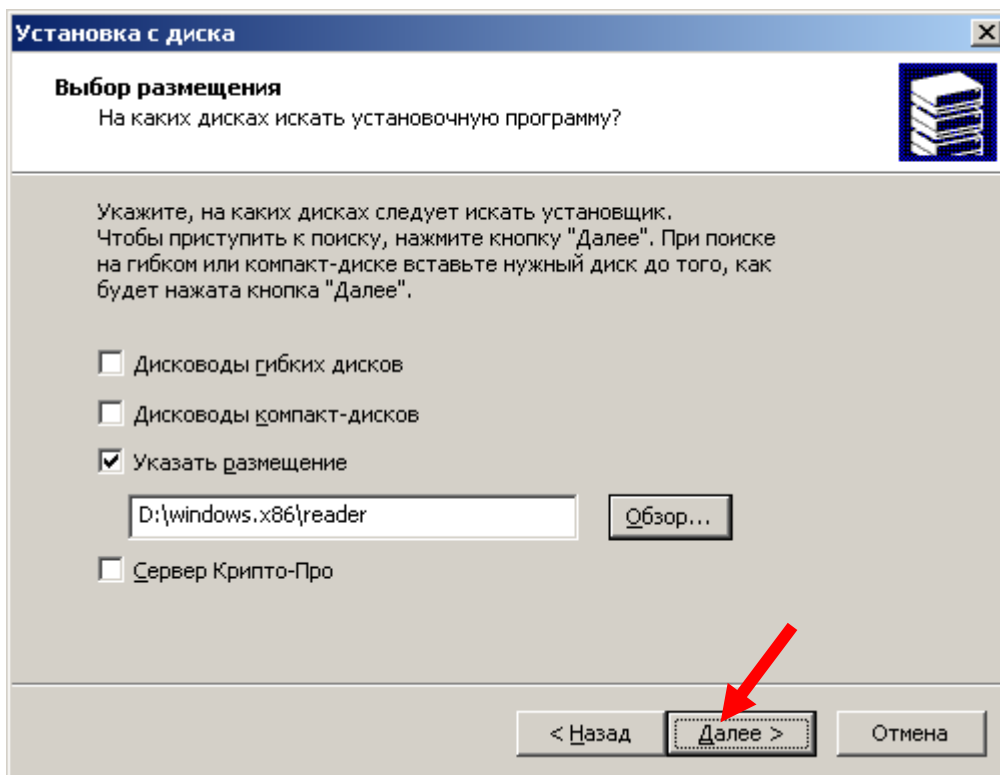 Установка с диска
Выбор размещения
На каких дисках искать установочную программу?
Укажите, на каких дисках следует искать установщик.
Чтобы приступить к поиску, нажмите кнопку "Далее". При поиске
на гибком или компакт-диске вставьте нужный диск до того, как
будет нажата кнопка "Далее".
Дисководы гибких дисков
Дисководы компакт-дисков
Указать размещение
D:\windows.x86\reader
Обзор...
Сервер Крипто-Про
< Назад
Далее >
Отмена